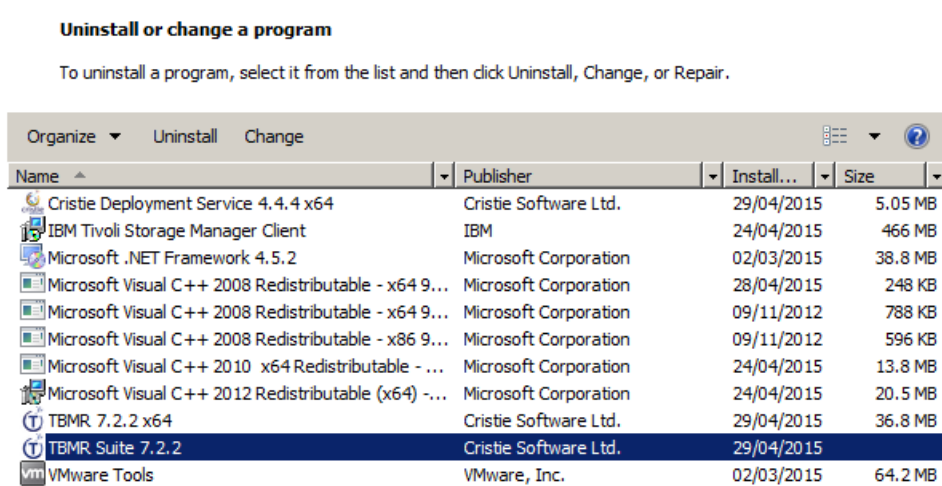 Uninstall or change a program
To uninstall a program, select it from the list and then click Uninstall, Change, or Repair.
Organize Uninstall Change ?
Name Publisher Install... Size
Cristie Deployment Service 4.4.4 x64 Cristie Software Ltd. 29/04/2015 5.05 MB
IBM Tivoli Storage Manager Client IBM 24/04/2015 466 MB
Microsoft .NET Framework 4.5.2 Microsoft Corporation 02/03/2015 38.8 MB
Microsoft Visual C++ 2008 Redistributable - x64 9... Microsoft Corporation 28/04/2015 248 KB
Microsoft Visual C++ 2008 Redistributable - x64 9... Microsoft Corporation 09/11/2012 788 KB
Microsoft Visual C++ 2008 Redistributable - x86 9... Microsoft Corporation 09/11/2012 596 KB
Microsoft Visual C++ 2010 x64 Redistributable - ... Microsoft Corporation 24/04/2015 13.8 MB
Microsoft Visual C++ 2012 Redistributable (x64) -... Microsoft Corporation 24/04/2015 20.5 MB
TBMR 7.2.2 x64 Cristie Software Ltd. 29/04/2015 36.8 MB
TBMR Suite 7.2.2 Cristie Software Ltd. 29/04/2015
vm VMware Tools VMware, Inc. 02/03/2015 64.2 MB